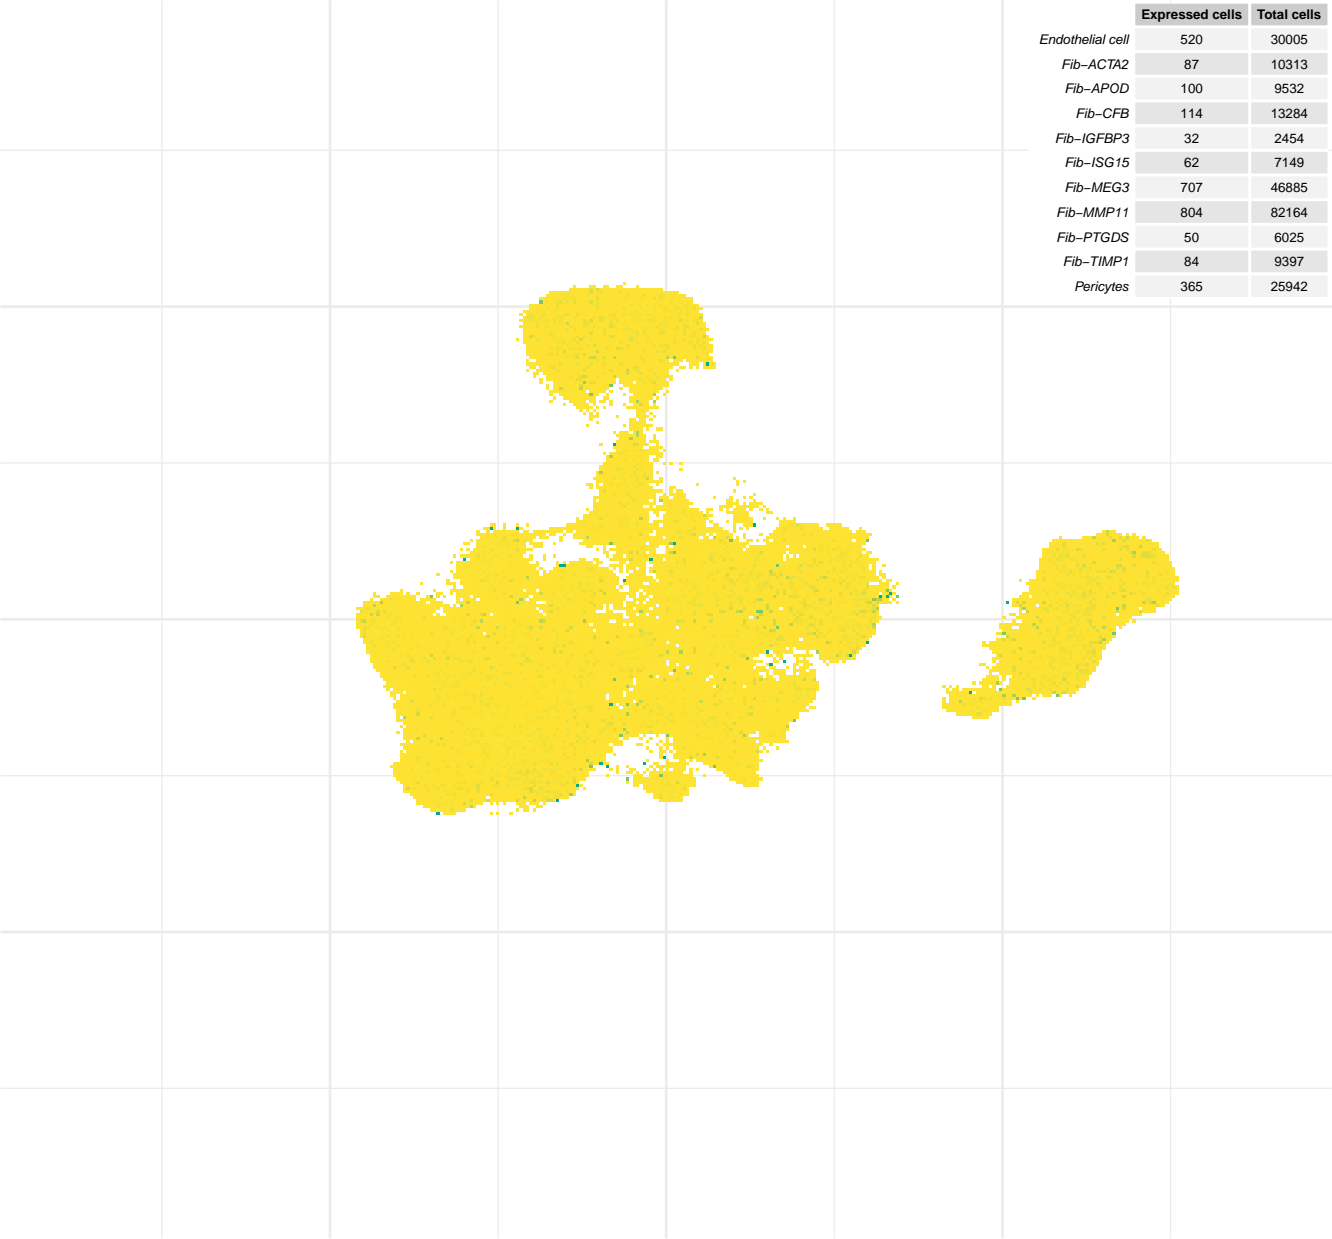 Expressed cells Total cells
Endothelial cell 520 30005
Fib−ACTA2 87 10313
Fib−APOD 100 9532
Fib−CFB 114 13284
Fib−IGFBP3 32 2454
Fib−ISG15 62 7149
Fib−MEG3 707 46885
Fib−MMP11 804 82164
Fib−PTGDS 50 6025
Fib−TIMP1 84 9397
Pericytes 365 25942